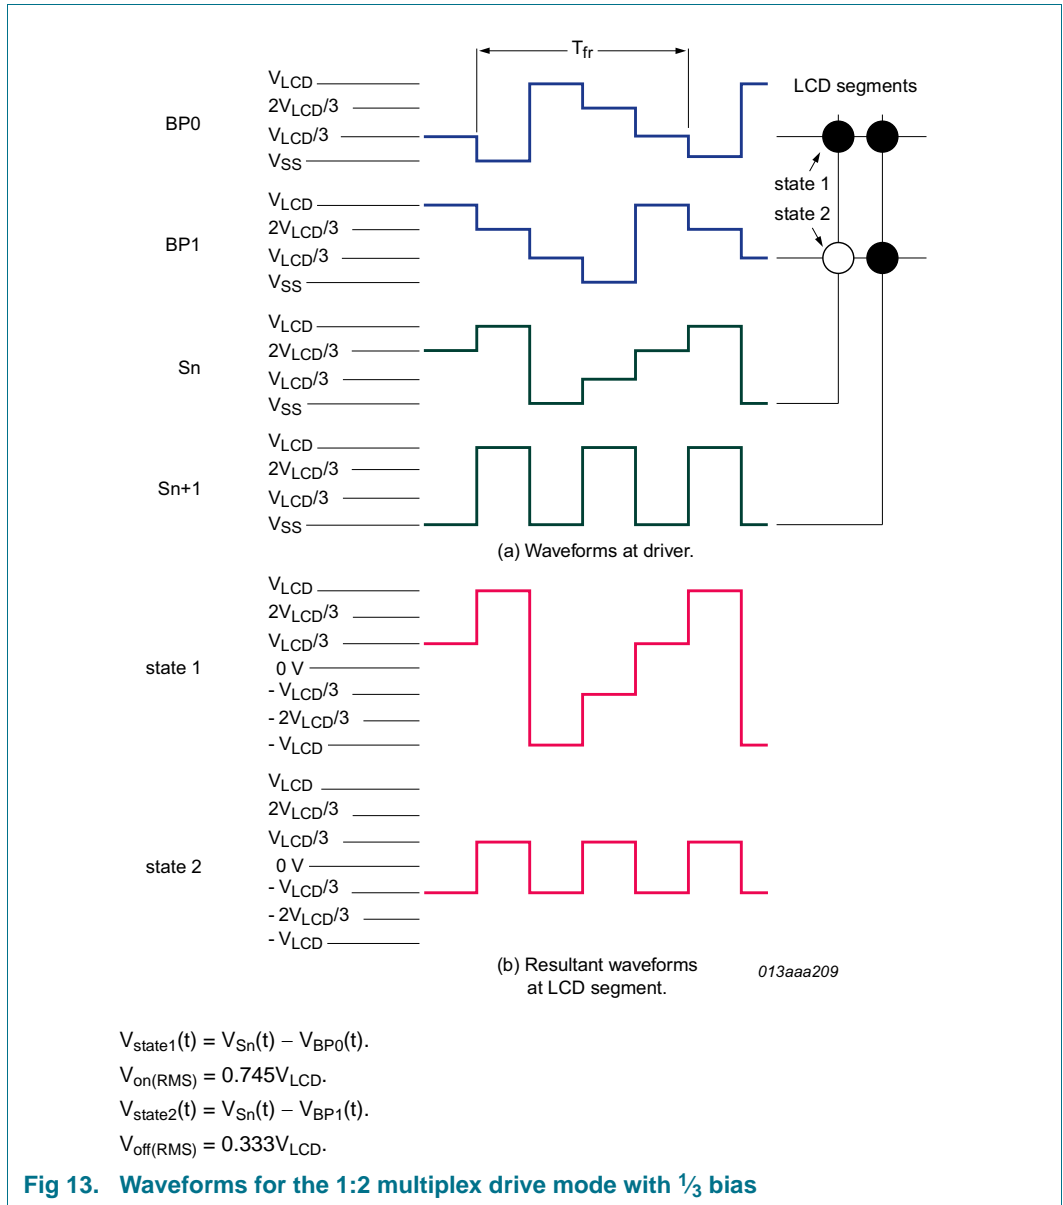 T_fr
LCD segments
BP0
V_LCD
2V_LCD/3
V_LCD/3
V_SS
state 1
state 2
BP1
V_LCD
2V_LCD/3
V_LCD/3
V_SS
Sn
V_LCD
2V_LCD/3
V_LCD/3
V_SS
Sn+1
V_LCD
2V_LCD/3
V_LCD/3
V_SS
(a) Waveforms at driver.
state 1
V_LCD
2V_LCD/3
V_LCD/3
0 V
- V_LCD/3
- 2V_LCD/3
- V_LCD
state 2
V_LCD
2V_LCD/3
V_LCD/3
0 V
- V_LCD/3
- 2V_LCD/3
- V_LCD
(b) Resultant waveforms
at LCD segment.
013aaa209
V_state1(t) = V_Sn(t) − V_BP0(t).
V_on(RMS) = 0.745V_LCD.
V_state2(t) = V_Sn(t) − V_BP1(t).
V_off(RMS) = 0.333V_LCD.
Fig 13. Waveforms for the 1:2 multiplex drive mode with 1⁄3 bias